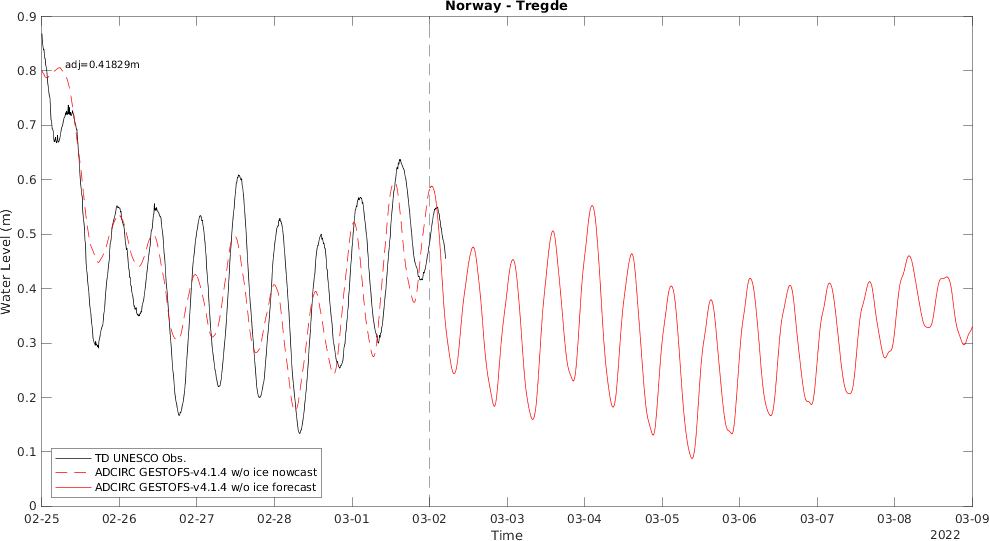 Norway - Tregde
0.9
0.8
0.7
0.6
0.5
0.4
0.3
0.2
0.1
0
Water Level (m)
adj=0.41829m
TD UNESCO Obs.
ADCIRC GESTOFS-v4.1.4 w/o ice nowcast
ADCIRC GESTOFS-v4.1.4 w/o ice forecast
02-25 02-26 02-27 02-28 03-01 03-02 03-03 03-04 03-05 03-06 03-07 03-08 03-09
Time
2022